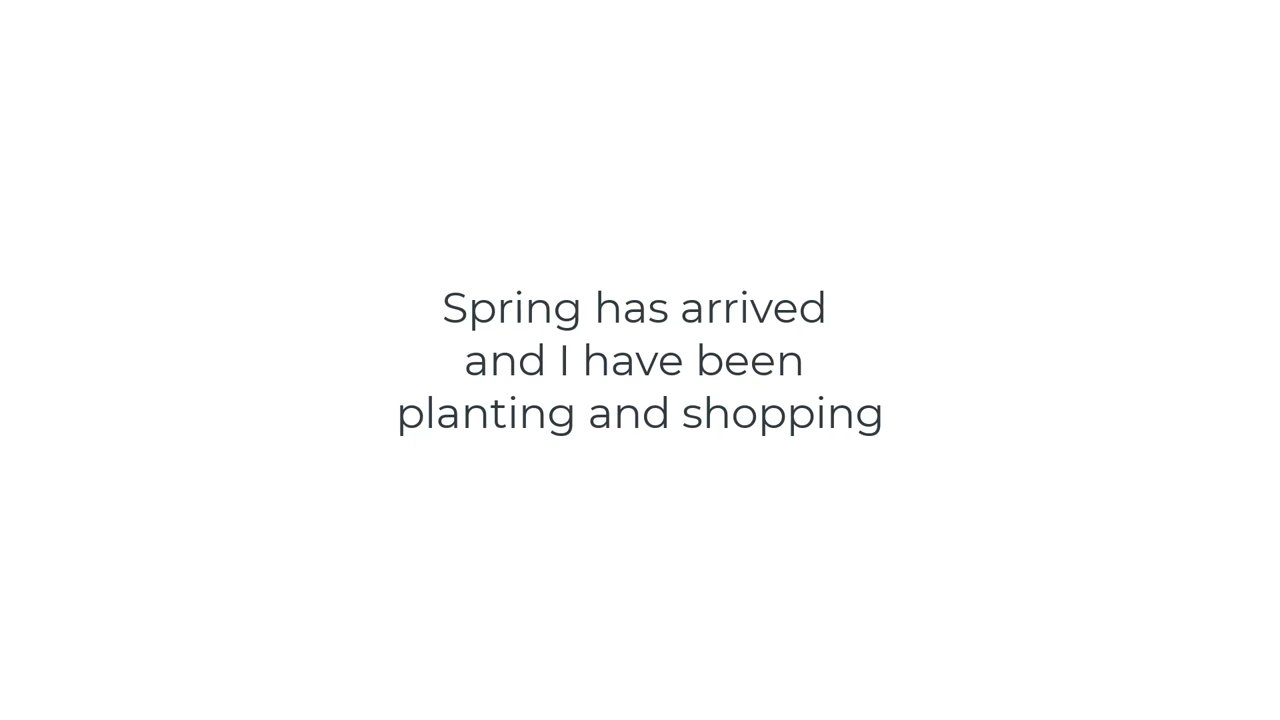 Spring has arrived
and I have been
planting and shopping